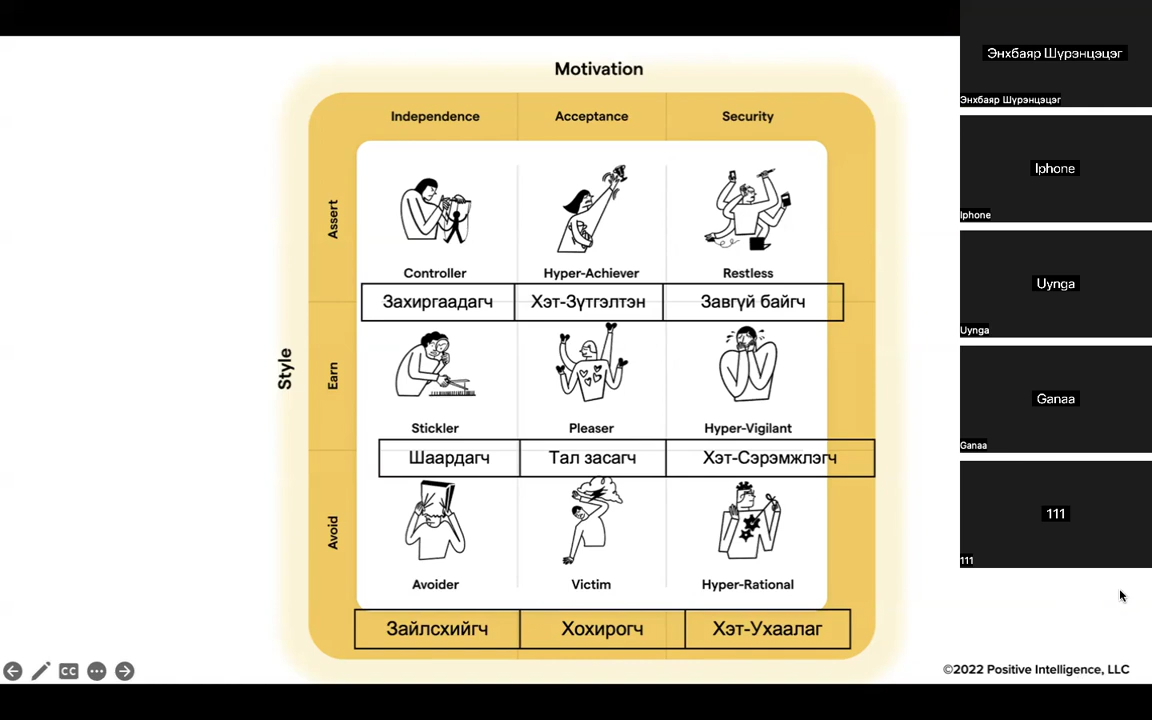 Motivation
Independence Acceptance Security
Style
Assert
Controller Hyper-Achiever Restless
Захиргаадагч Хэт-Зүтгэлтэн Завгүй байгч
Earn
Stickler Pleaser Hyper-Vigilant
Шаардагч Тал засагч Хэт-Сэрэмжлэгч
Avoid
Avoider Victim Hyper-Rational
Зайлсхийгч Хохирогч Хэт-Ухаалаг
CC
©2022 Positive Intelligence, LLC
Энхбаяр Шүрэнцэцэг
Энхбаяр Шүрэнцэцэг
Iphone
Iphone
Uynga
Uynga
Ganaa
Ganaa
111
111